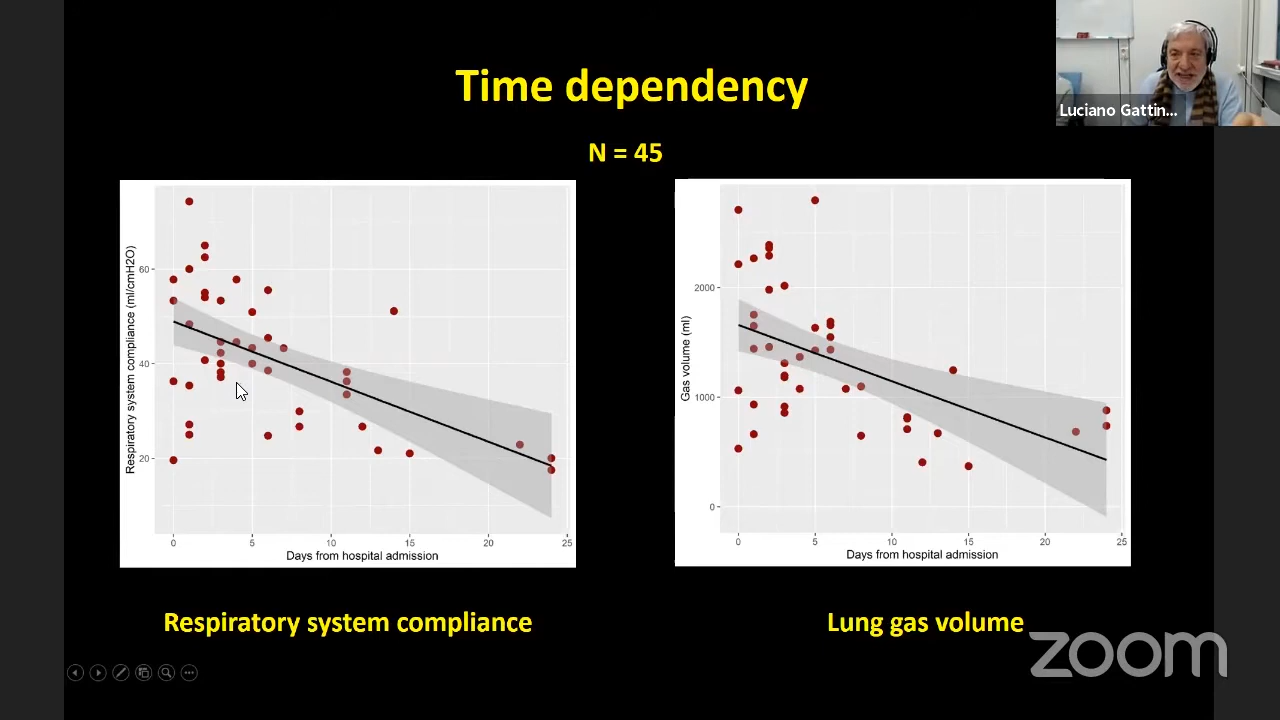 Time dependency
Luciano Gattin...
N = 45
Respiratory system compliance (ml/cmH2O)
60
40
20
0 5 10 15 20 25
Days from hospital admission
Gas volume (ml)
2000
1000
0
0 5 10 15 20 25
Days from hospital admission
Respiratory system compliance
Lung gas volume
zoom